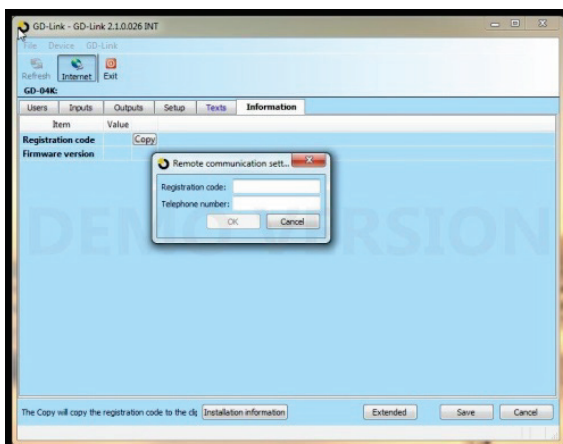 GD-Link - GD-Link 2.1.0.026 INT
File Device GD-Link
Refresh Internet Exit
GD-04K:
Users Inputs Outputs Setup Texts Information
Item Value
Registration code Copy
Firmware version
Remote communication sett...
Registration code:
Telephone number:
OK Cancel
DEMO VERSION
The Copy will copy the registration code to the clip Installation information Extended Save Cancel